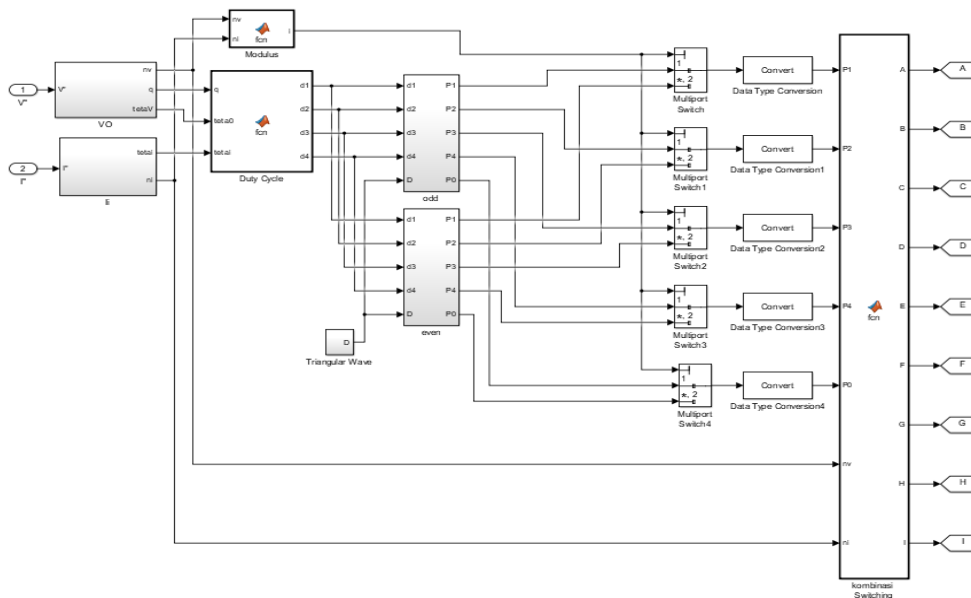 nv
ni
fcn
i
Modulus
1
V"
V"
nv
q
tetaV
VO
2
I"
I"
tetai
ni
Ii
q
teta0
tetai
fcn
d1
d2
d3
d4
Duty Cycle
d1
d2
d3
d4
D
P1
P2
P3
P4
P0
odd
d1
d2
d3
d4
D
P1
P2
P3
P4
P0
even
D
Triangular Wave
1
*, 2
Multiport
Switch
Convert
Data Type Conversion
1
*, 2
Multiport
Switch1
Convert
Data Type Conversion1
1
*, 2
Multiport
Switch2
Convert
Data Type Conversion2
1
*, 2
Multiport
Switch3
Convert
Data Type Conversion3
1
*, 2
Multiport
Switch4
Convert
Data Type Conversion4
P1
P2
P3
P4
P0
nv
ni
fcn
A
B
C
D
E
F
G
H
I
kombinasi
Switching
A
B
C
D
E
F
G
H
I